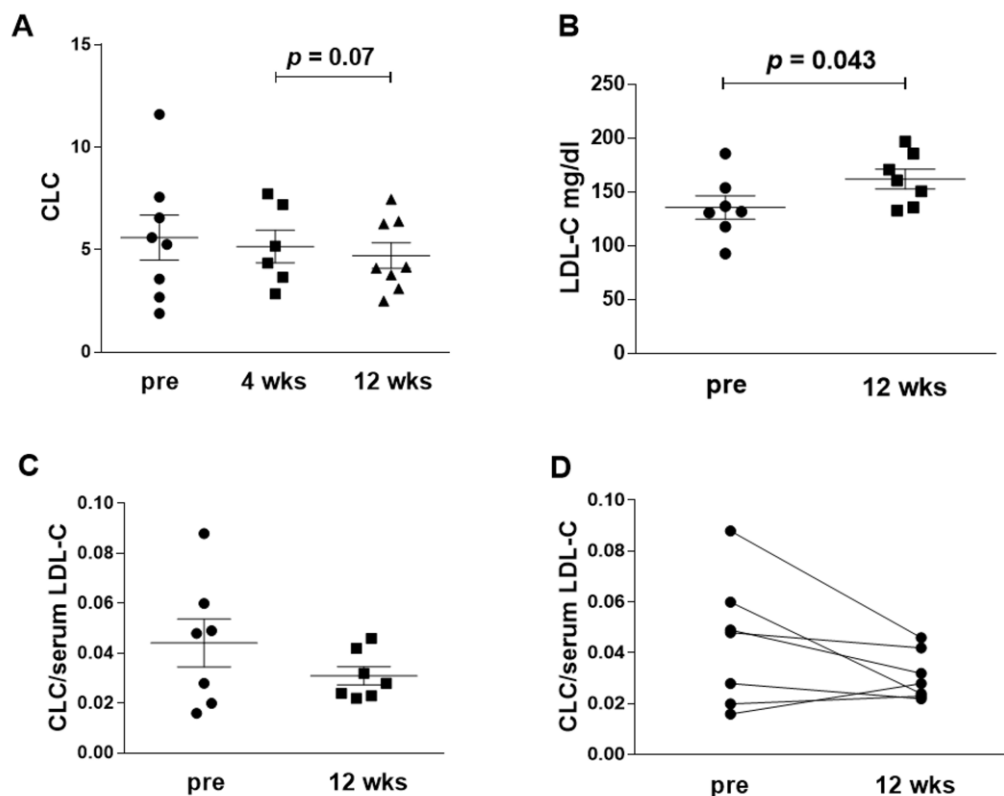 A
CLC
15
10
5
0
p = 0.07
pre 4 wks 12 wks
B
LDL-C mg/dl
250
200
150
100
50
0
p = 0.043
pre 12 wks
C
CLC/serum LDL-C
0.10
0.08
0.06
0.04
0.02
0.00
pre 12 wks
D
CLC/serum LDL-C
0.10
0.08
0.06
0.04
0.02
0.00
pre 12 wks